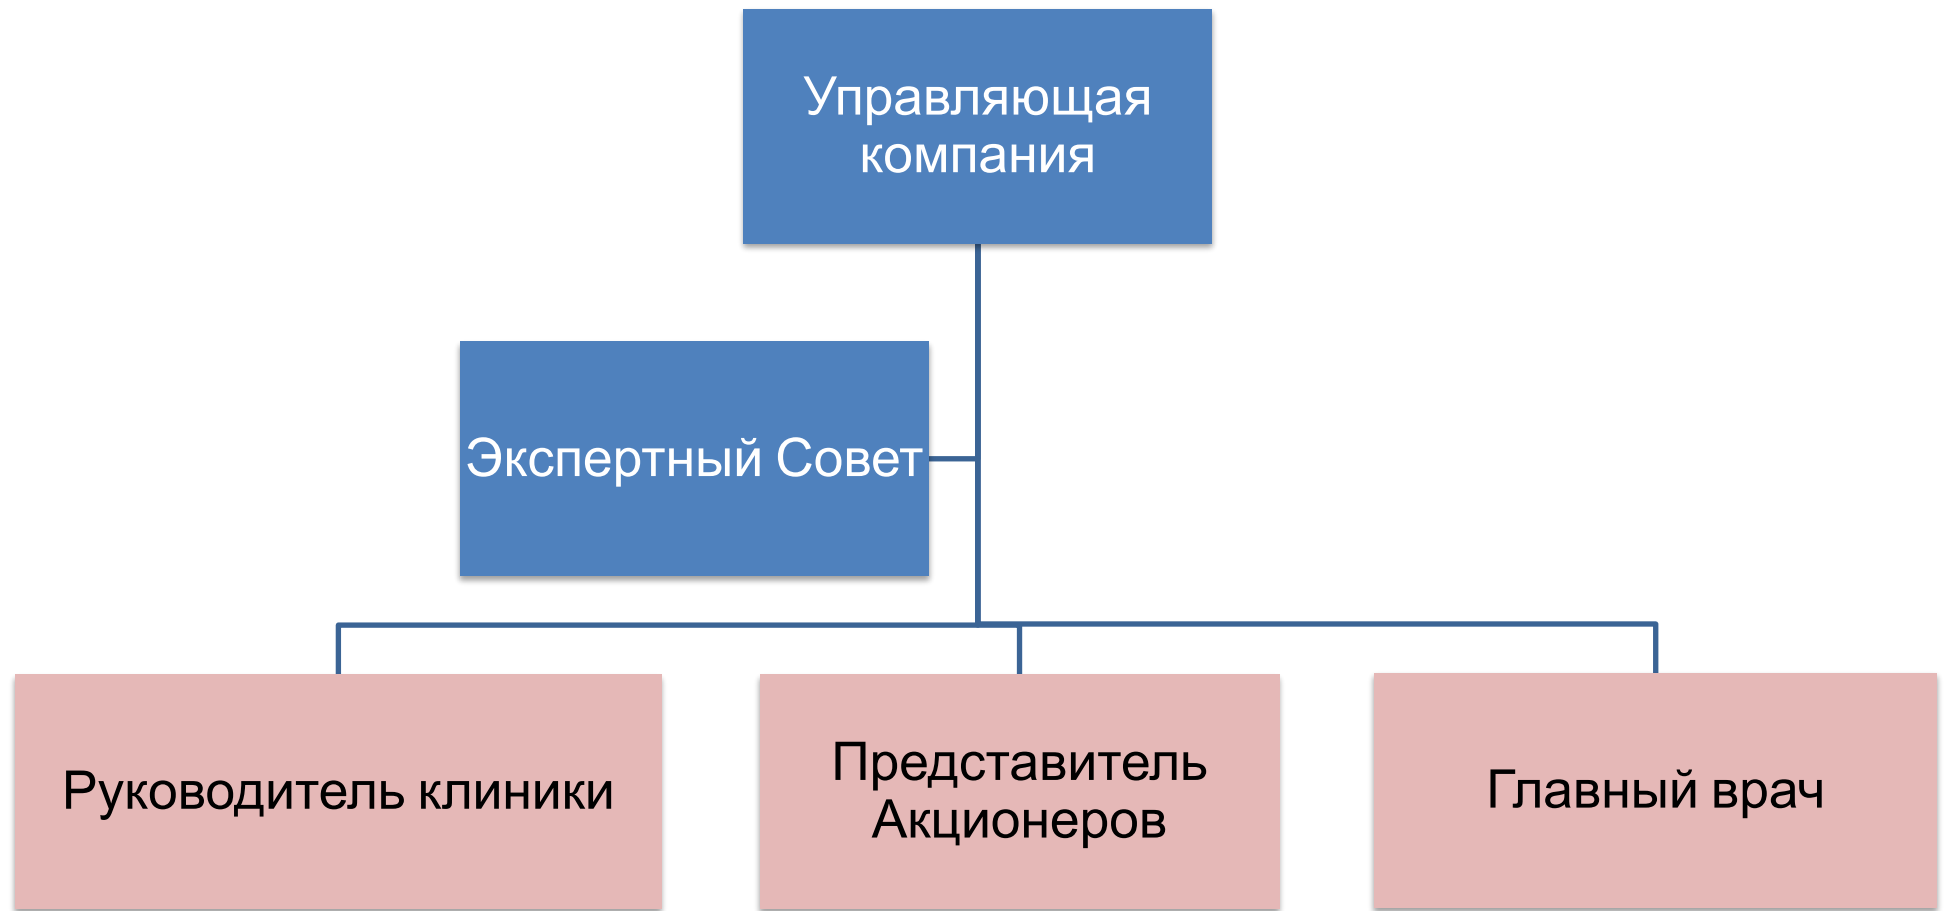 Управляющая
компания
Экспертный Совет
Руководитель клиники
Представитель
Акционеров
Главный врач